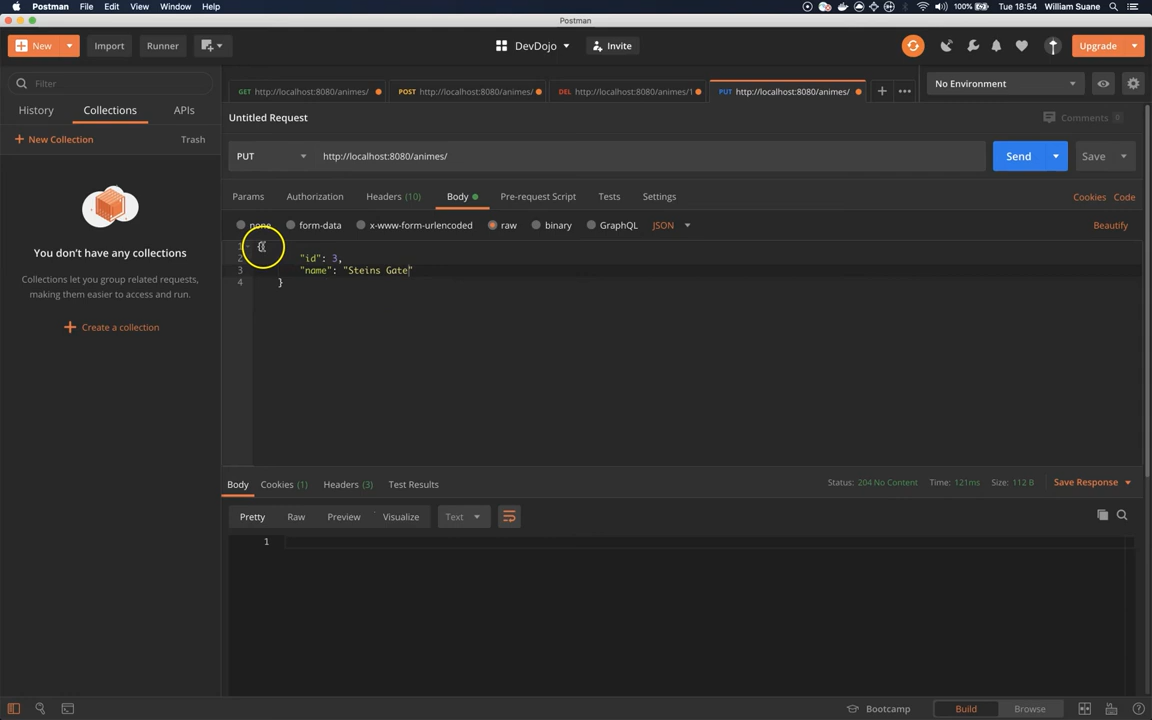 Postman File Edit View Window Help 100% Tue 18:54 William Suane
Postman
New Import Runner DevDojo Invite Upgrade
Filter
History Collections APIs
New Collection Trash
You don't have any collections
Collections let you group related requests,
making them easier to access and run.
Create a collection
GET http://localhost:8080/animes/ POST http://localhost:8080/animes/ DEL http://localhost:8080/animes/1 PUT http://localhost:8080/animes/ No Environment
Untitled Request Comments 0
PUT http://localhost:8080/animes/ Send Save
Params Authorization Headers (10) Body Pre-request Script Tests Settings Cookies Code
none form-data x-www-form-urlencoded raw binary GraphQL JSON Beautify
1 {
2 "id": 3,
3 "name": "Steins Gate"
4 }
Body Cookies (1) Headers (3) Test Results Status: 204 No Content Time: 121ms Size: 112 B Save Response
Pretty Raw Preview Visualize Text
1
Bootcamp Build Browse